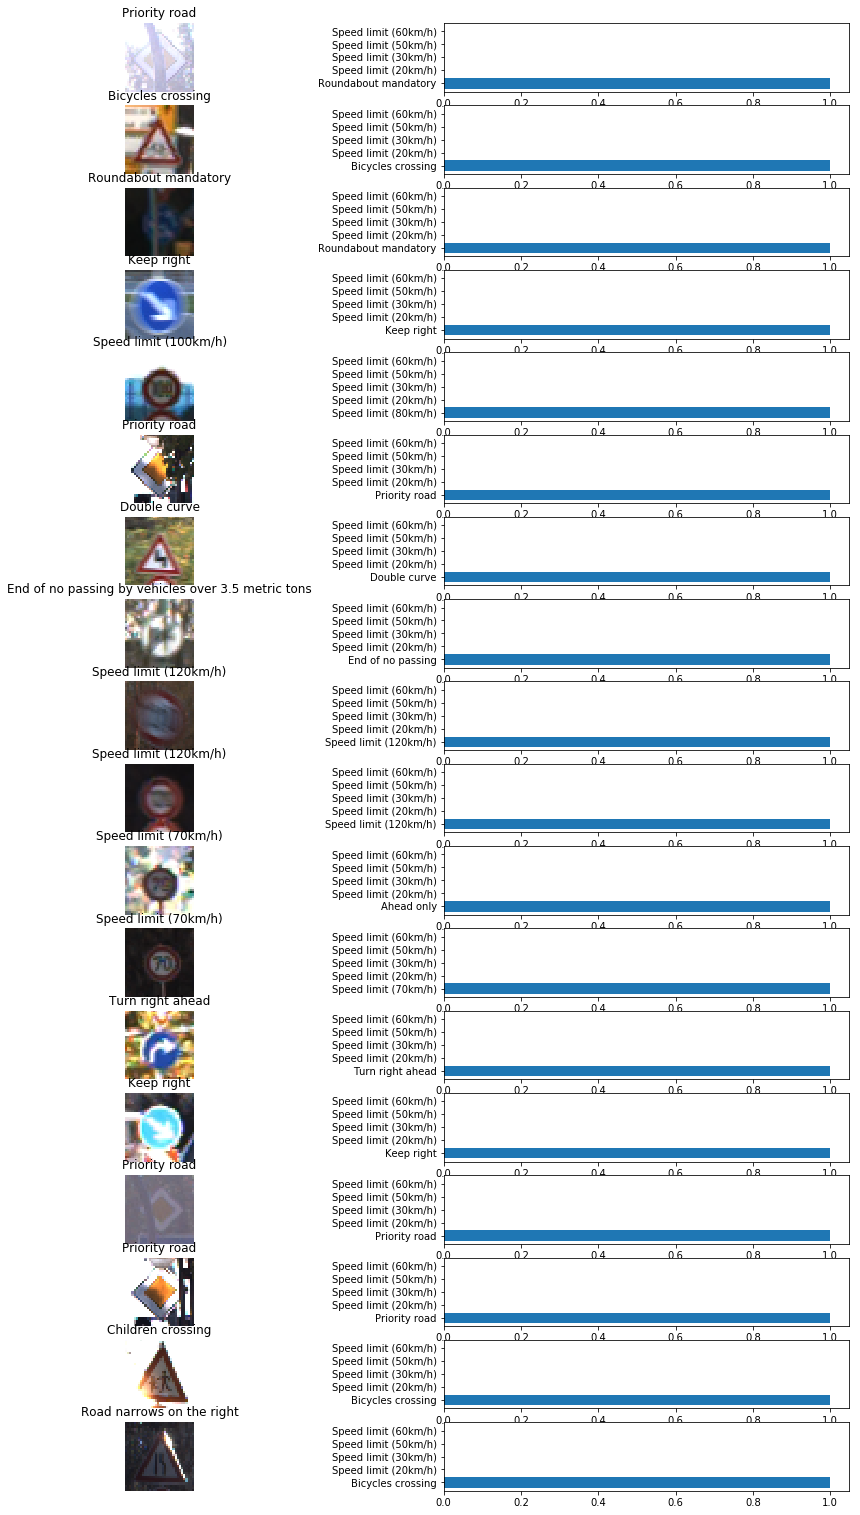 Priority road
Speed limit (60km/h)
Speed limit (50km/h)
Speed limit (30km/h)
Speed limit (20km/h)
Roundabout mandatory
0.0 0.2 0.4 0.6 0.8 1.0
Bicycles crossing
Speed limit (60km/h)
Speed limit (50km/h)
Speed limit (30km/h)
Speed limit (20km/h)
Bicycles crossing
0.0 0.2 0.4 0.6 0.8 1.0
Roundabout mandatory
Speed limit (60km/h)
Speed limit (50km/h)
Speed limit (30km/h)
Speed limit (20km/h)
Roundabout mandatory
0.0 0.2 0.4 0.6 0.8 1.0
Keep right
Speed limit (60km/h)
Speed limit (50km/h)
Speed limit (30km/h)
Speed limit (20km/h)
Keep right
0.0 0.2 0.4 0.6 0.8 1.0
Speed limit (100km/h)
100
Speed limit (60km/h)
Speed limit (50km/h)
Speed limit (30km/h)
Speed limit (20km/h)
Speed limit (80km/h)
0.0 0.2 0.4 0.6 0.8 1.0
Priority road
Speed limit (60km/h)
Speed limit (50km/h)
Speed limit (30km/h)
Speed limit (20km/h)
Priority road
0.0 0.2 0.4 0.6 0.8 1.0
Double curve
Speed limit (60km/h)
Speed limit (50km/h)
Speed limit (30km/h)
Speed limit (20km/h)
Double curve
0.0 0.2 0.4 0.6 0.8 1.0
End of no passing by vehicles over 3.5 metric tons
Speed limit (60km/h)
Speed limit (50km/h)
Speed limit (30km/h)
Speed limit (20km/h)
End of no passing
0.0 0.2 0.4 0.6 0.8 1.0
Speed limit (120km/h)
Speed limit (60km/h)
Speed limit (50km/h)
Speed limit (30km/h)
Speed limit (20km/h)
Speed limit (120km/h)
0.0 0.2 0.4 0.6 0.8 1.0
Speed limit (120km/h)
Speed limit (60km/h)
Speed limit (50km/h)
Speed limit (30km/h)
Speed limit (20km/h)
Speed limit (120km/h)
0.0 0.2 0.4 0.6 0.8 1.0
Speed limit (70km/h)
Speed limit (60km/h)
Speed limit (50km/h)
Speed limit (30km/h)
Speed limit (20km/h)
Ahead only
0.0 0.2 0.4 0.6 0.8 1.0
Speed limit (70km/h)
70
Speed limit (60km/h)
Speed limit (50km/h)
Speed limit (30km/h)
Speed limit (20km/h)
Speed limit (70km/h)
0.0 0.2 0.4 0.6 0.8 1.0
Turn right ahead
Speed limit (60km/h)
Speed limit (50km/h)
Speed limit (30km/h)
Speed limit (20km/h)
Turn right ahead
0.0 0.2 0.4 0.6 0.8 1.0
Keep right
Speed limit (60km/h)
Speed limit (50km/h)
Speed limit (30km/h)
Speed limit (20km/h)
Keep right
0.0 0.2 0.4 0.6 0.8 1.0
Priority road
Speed limit (60km/h)
Speed limit (50km/h)
Speed limit (30km/h)
Speed limit (20km/h)
Priority road
0.0 0.2 0.4 0.6 0.8 1.0
Priority road
Speed limit (60km/h)
Speed limit (50km/h)
Speed limit (30km/h)
Speed limit (20km/h)
Priority road
0.0 0.2 0.4 0.6 0.8 1.0
Children crossing
Speed limit (60km/h)
Speed limit (50km/h)
Speed limit (30km/h)
Speed limit (20km/h)
Bicycles crossing
0.0 0.2 0.4 0.6 0.8 1.0
Road narrows on the right
Speed limit (60km/h)
Speed limit (50km/h)
Speed limit (30km/h)
Speed limit (20km/h)
Bicycles crossing
0.0 0.2 0.4 0.6 0.8 1.0